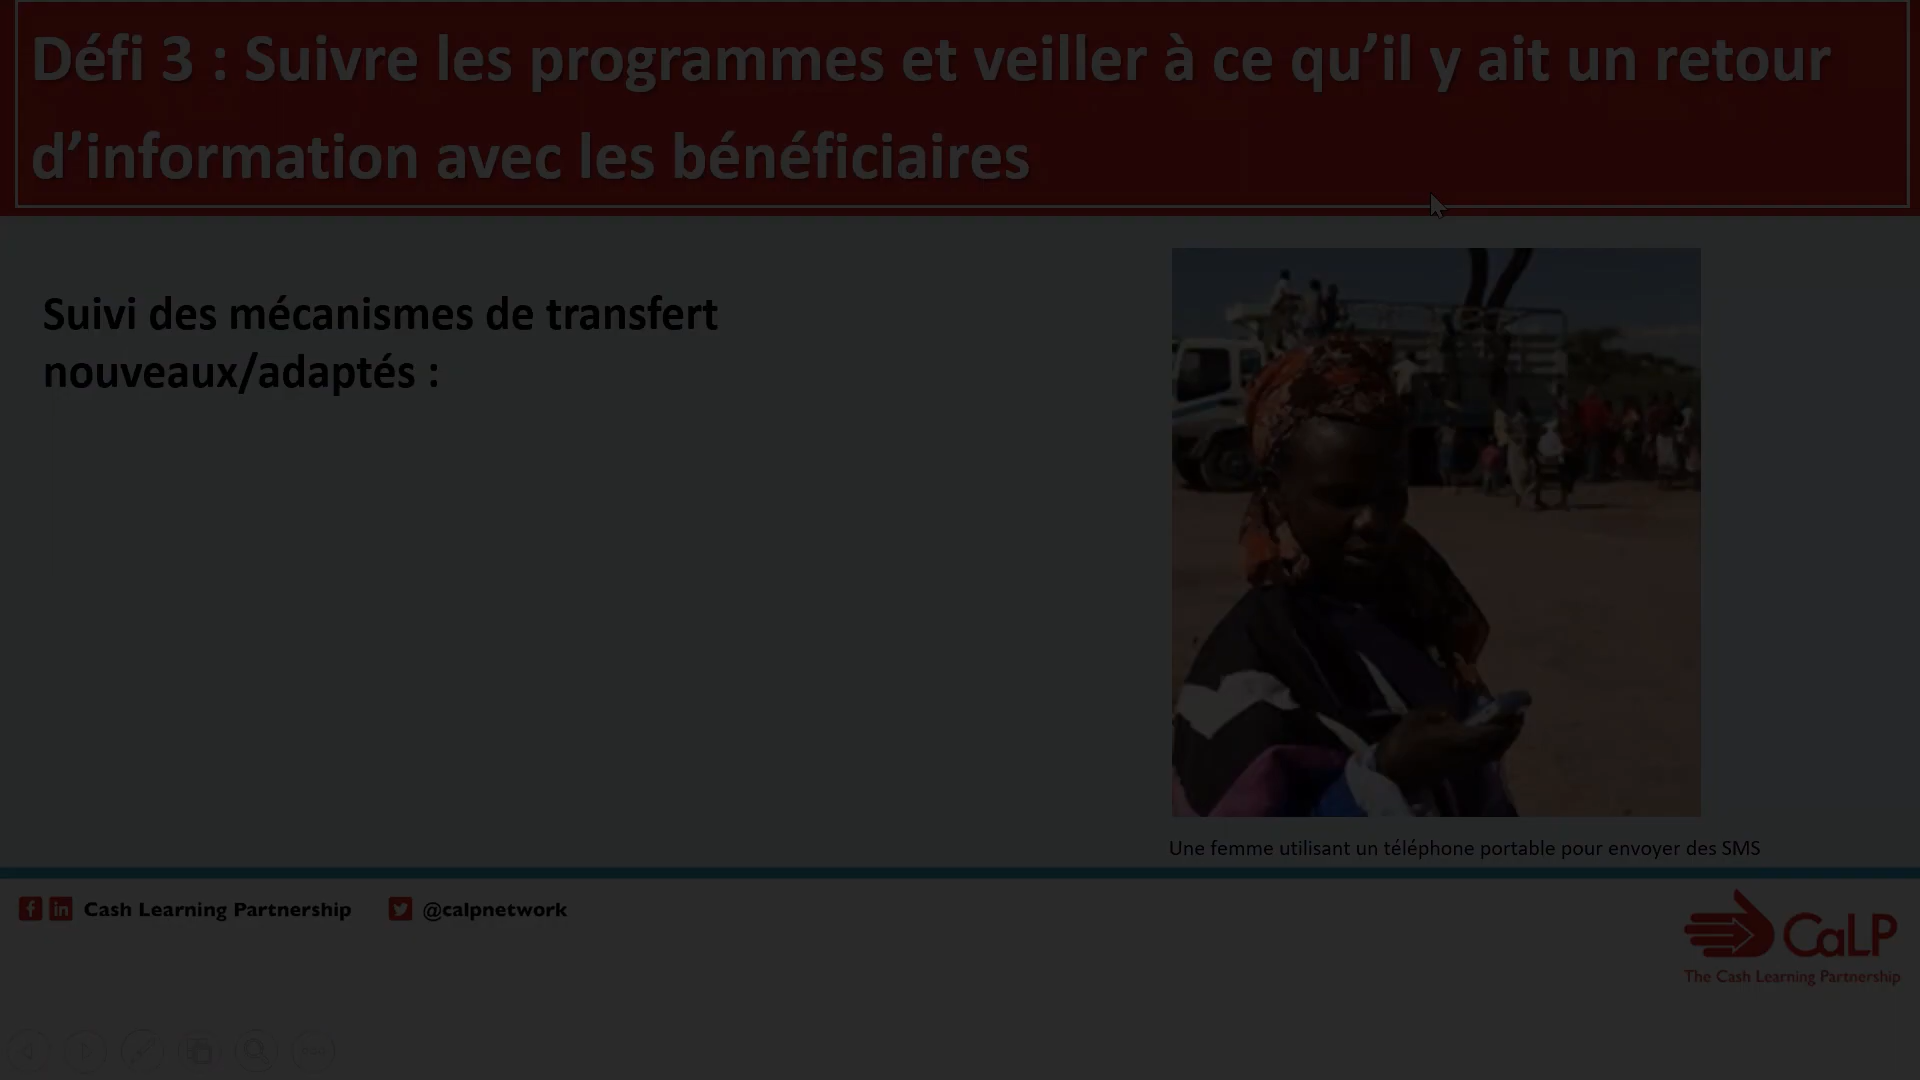 Défi 3 : Suivre les programmes et veiller à ce qu’il y ait un retour
d’information avec les bénéficiaires
Suivi des mécanismes de transfert
nouveaux/adaptés :
Une femme utilisant un téléphone portable pour envoyer des SMS
Cash Learning Partnership @calpnetwork
CaLP
The Cash Learning Partnership